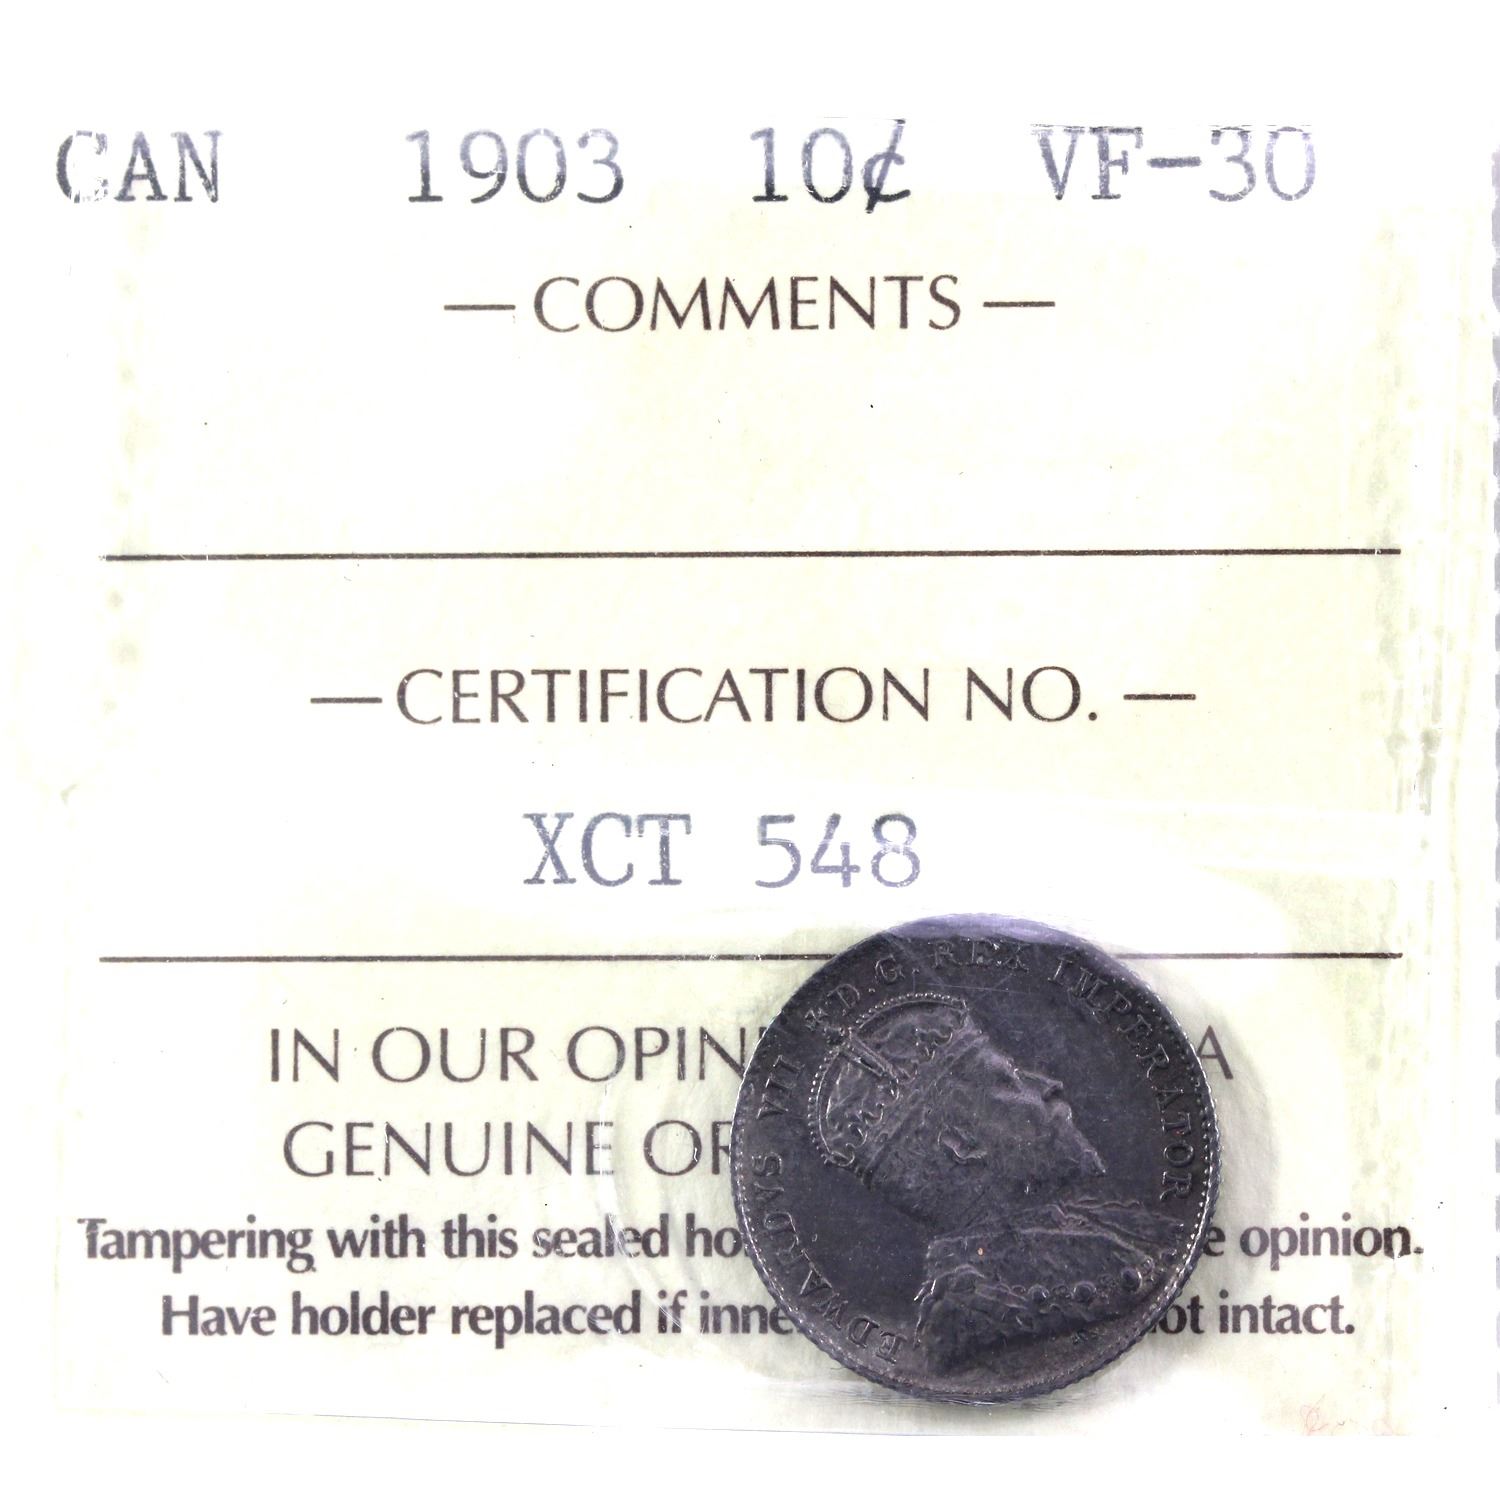 CAN 1903 10¢ VF-30
— COMMENTS —
— CERTIFICATION NO. —
XCT 548
IN OUR OPIN A
GENUINE OR
Tampering with this sealed ho e opinion.
Have holder replaced if inne ot intact.
EDWARDVS VII D.G. REX IMPERATOR